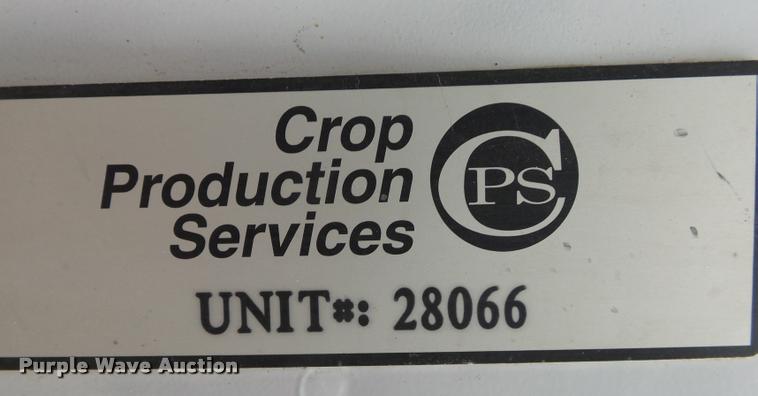 Crop
Production
Services
CPS
UNIT#: 28066
Purple Wave Auction